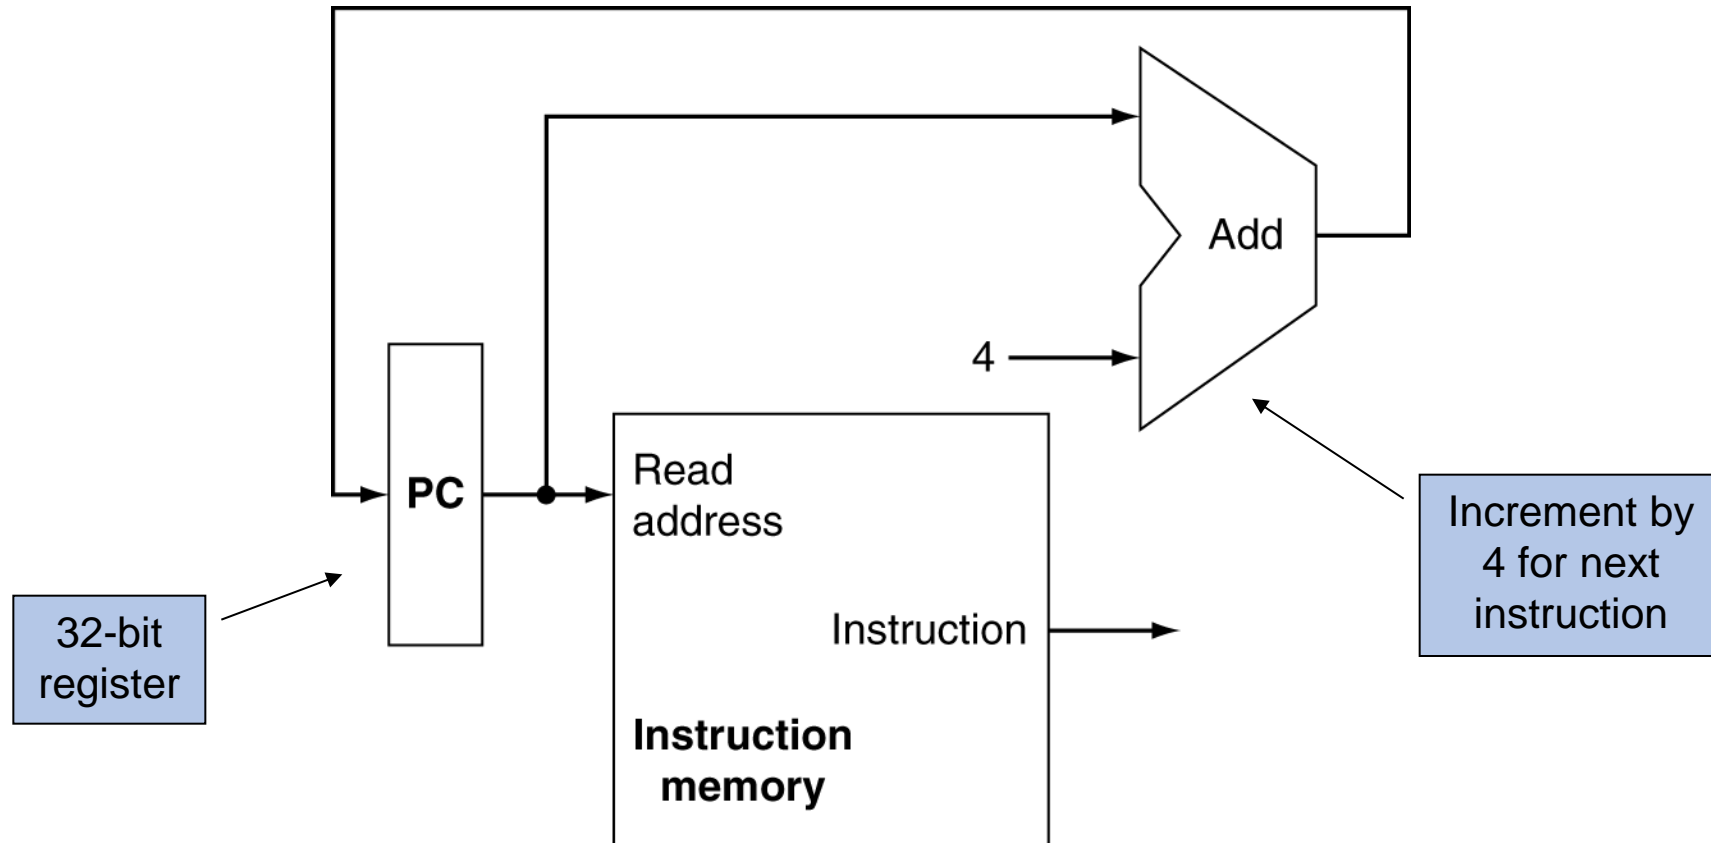 Add
4
PC
Read
address
Increment by
4 for next
instruction
32-bit
register
Instruction
Instruction
memory